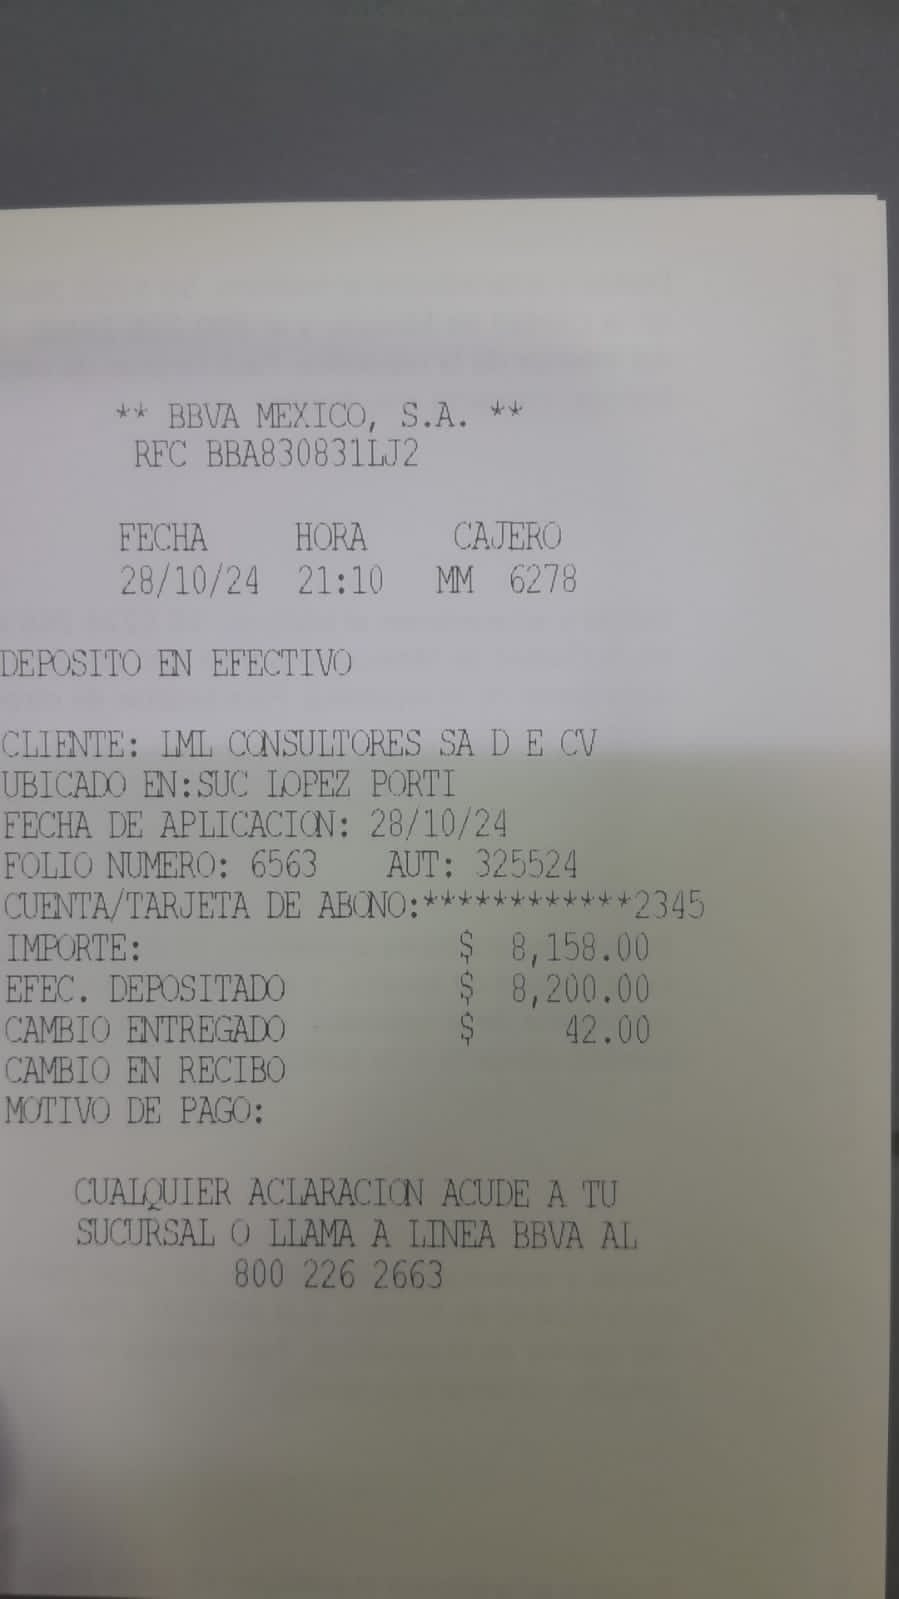 ** BBVA MEXICO, S.A. **
RFC BBA830831LJ2
FECHA HORA CAJERO
28/10/24 21:10 MM 6278
DEPOSITO EN EFECTIVO
CLIENTE: LML CONSULTORES SA D E CV
UBICADO EN:SUC LOPEZ PORTI
FECHA DE APLICACION: 28/10/24
FOLIO NUMERO: 6563 AUT: 325524
CUENTA/TARJETA DE ABONO:************2345
IMPORTE: $ 8,158.00
EFEC. DEPOSITADO $ 8,200.00
CAMBIO ENTREGADO $ 42.00
CAMBIO EN RECIBO
MOTIVO DE PAGO:
CUALQUIER ACLARACION ACUDE A TU
SUCURSAL O LLAMA A LINEA BBVA AL
800 226 2663